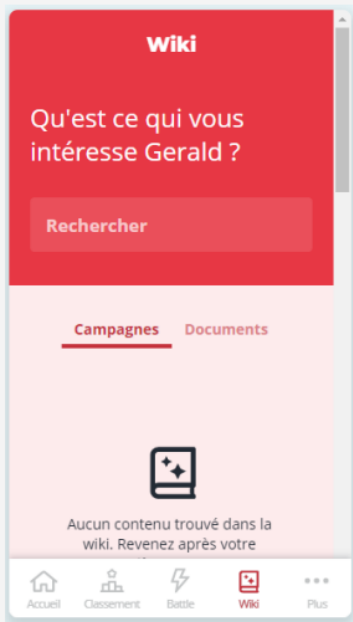 Wiki
Qu'est ce qui vous
intéresse Gerald ?
Rechercher
Campagnes Documents
Aucun contenu trouvé dans la
wiki. Revenez après votre
Accueil Classement Battle Wiki Plus